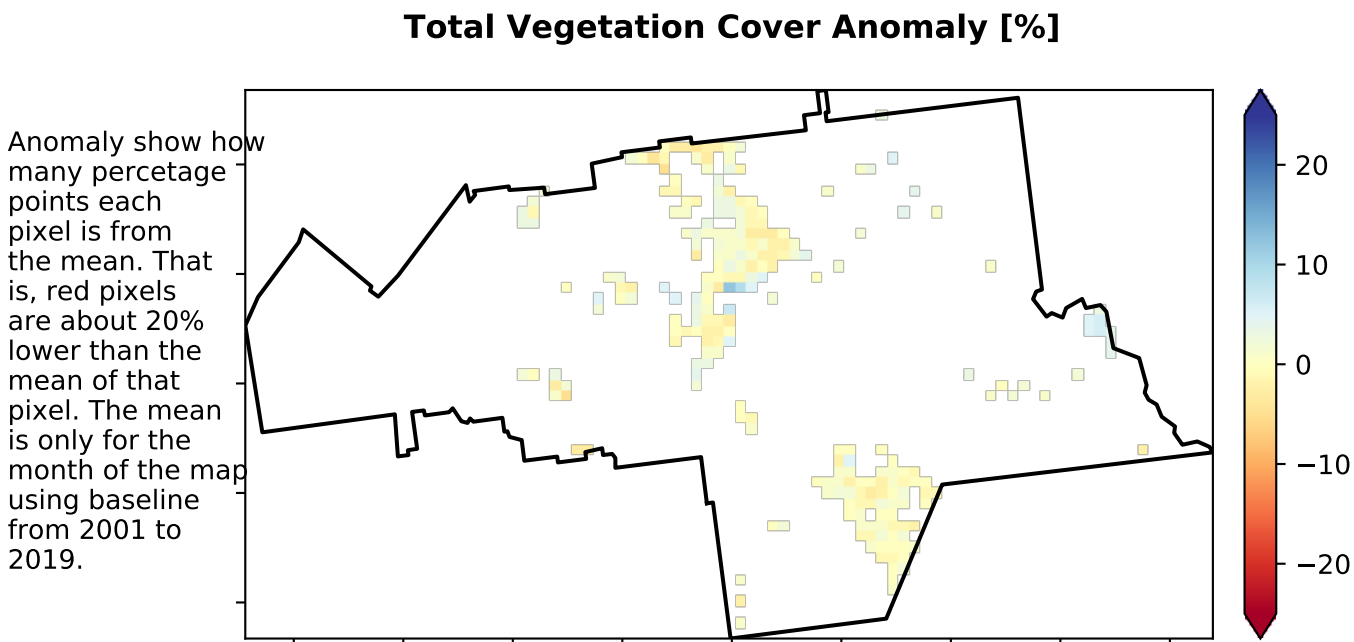 Total Vegetation Cover Anomaly [%]
Anomaly show how
many percetage
points each
pixel is from
the mean. That
is, red pixels
are about 20%
lower than the
mean of that
pixel. The mean
is only for the
month of the map
using baseline
from 2001 to
2019.
20
10
0
−10
−20